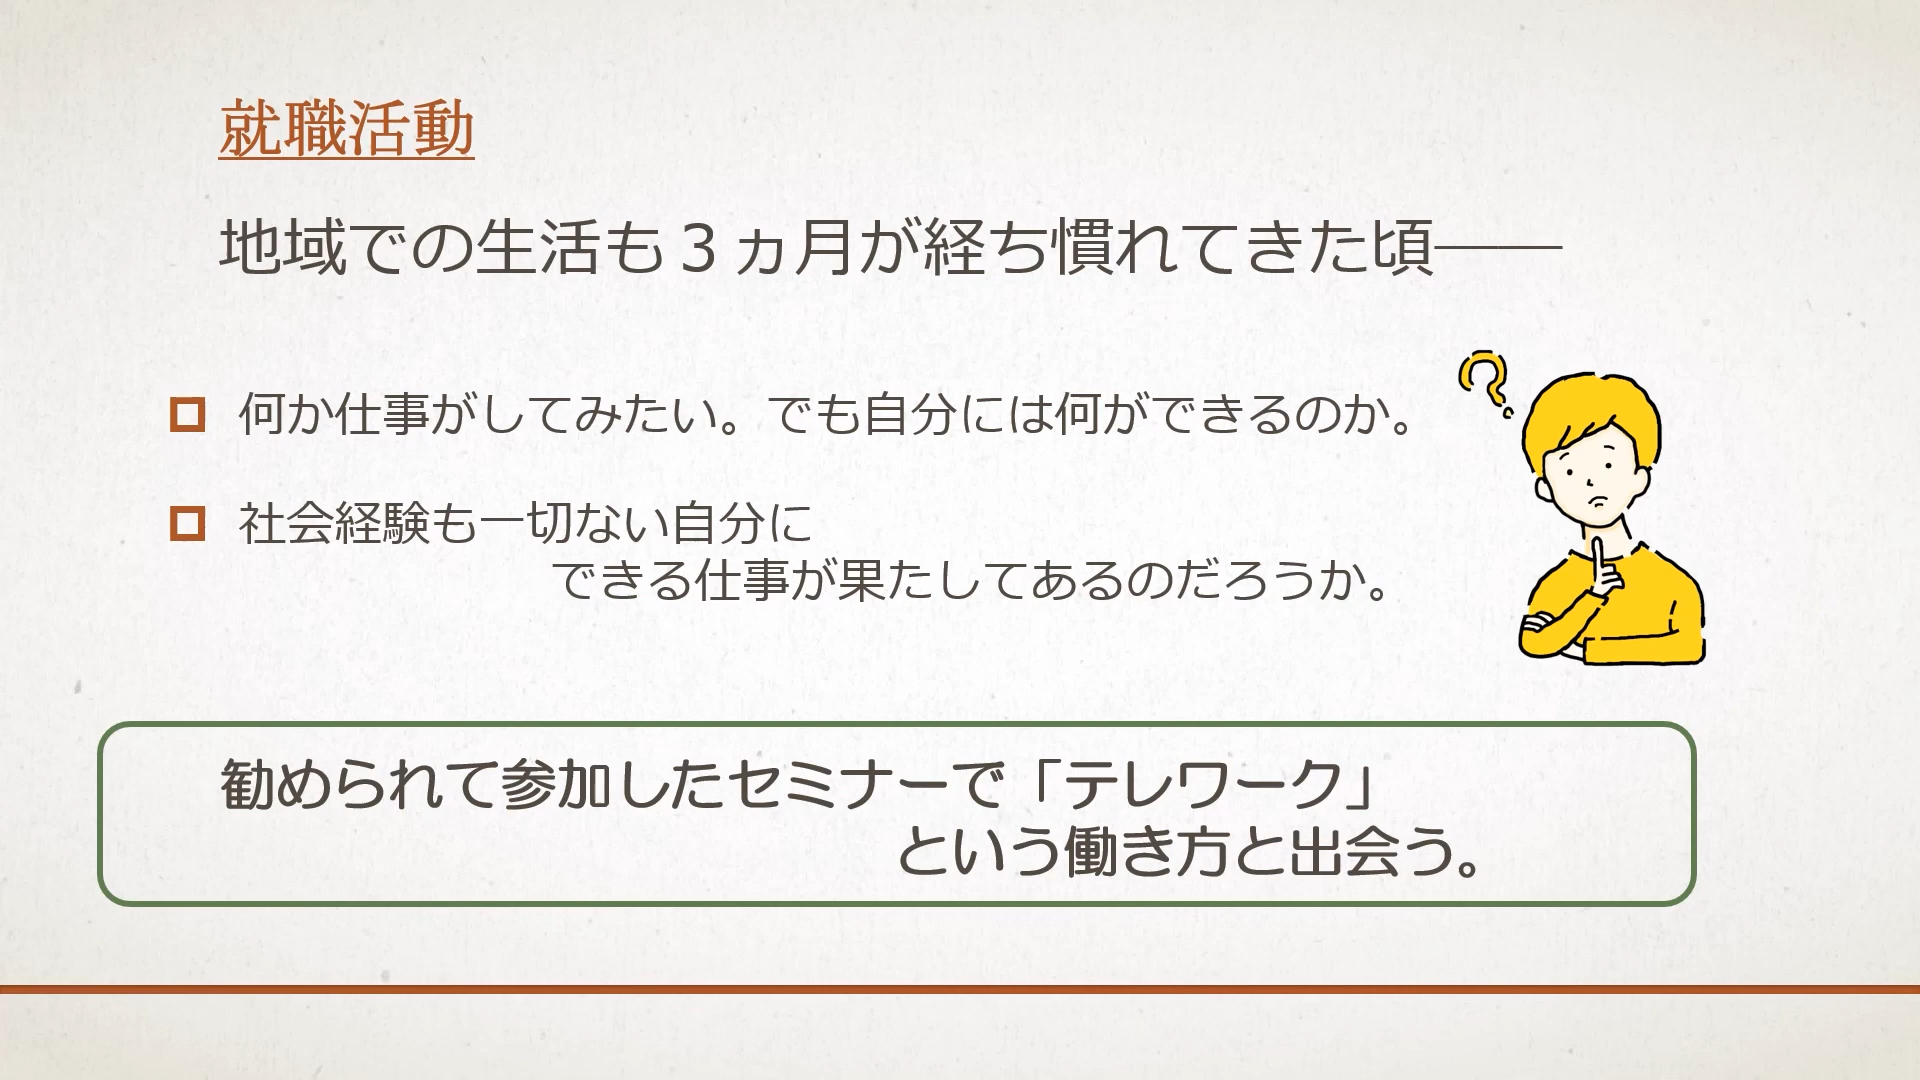 就職活動
地域での生活も３ヵ月が経ち慣れてきた頃――
何か仕事がしてみたい。でも自分には何ができるのか。
社会経験も一切ない自分に
できる仕事が果たしてあるのだろうか。
勧められて参加したセミナーで「テレワーク」
という働き方と出会う。